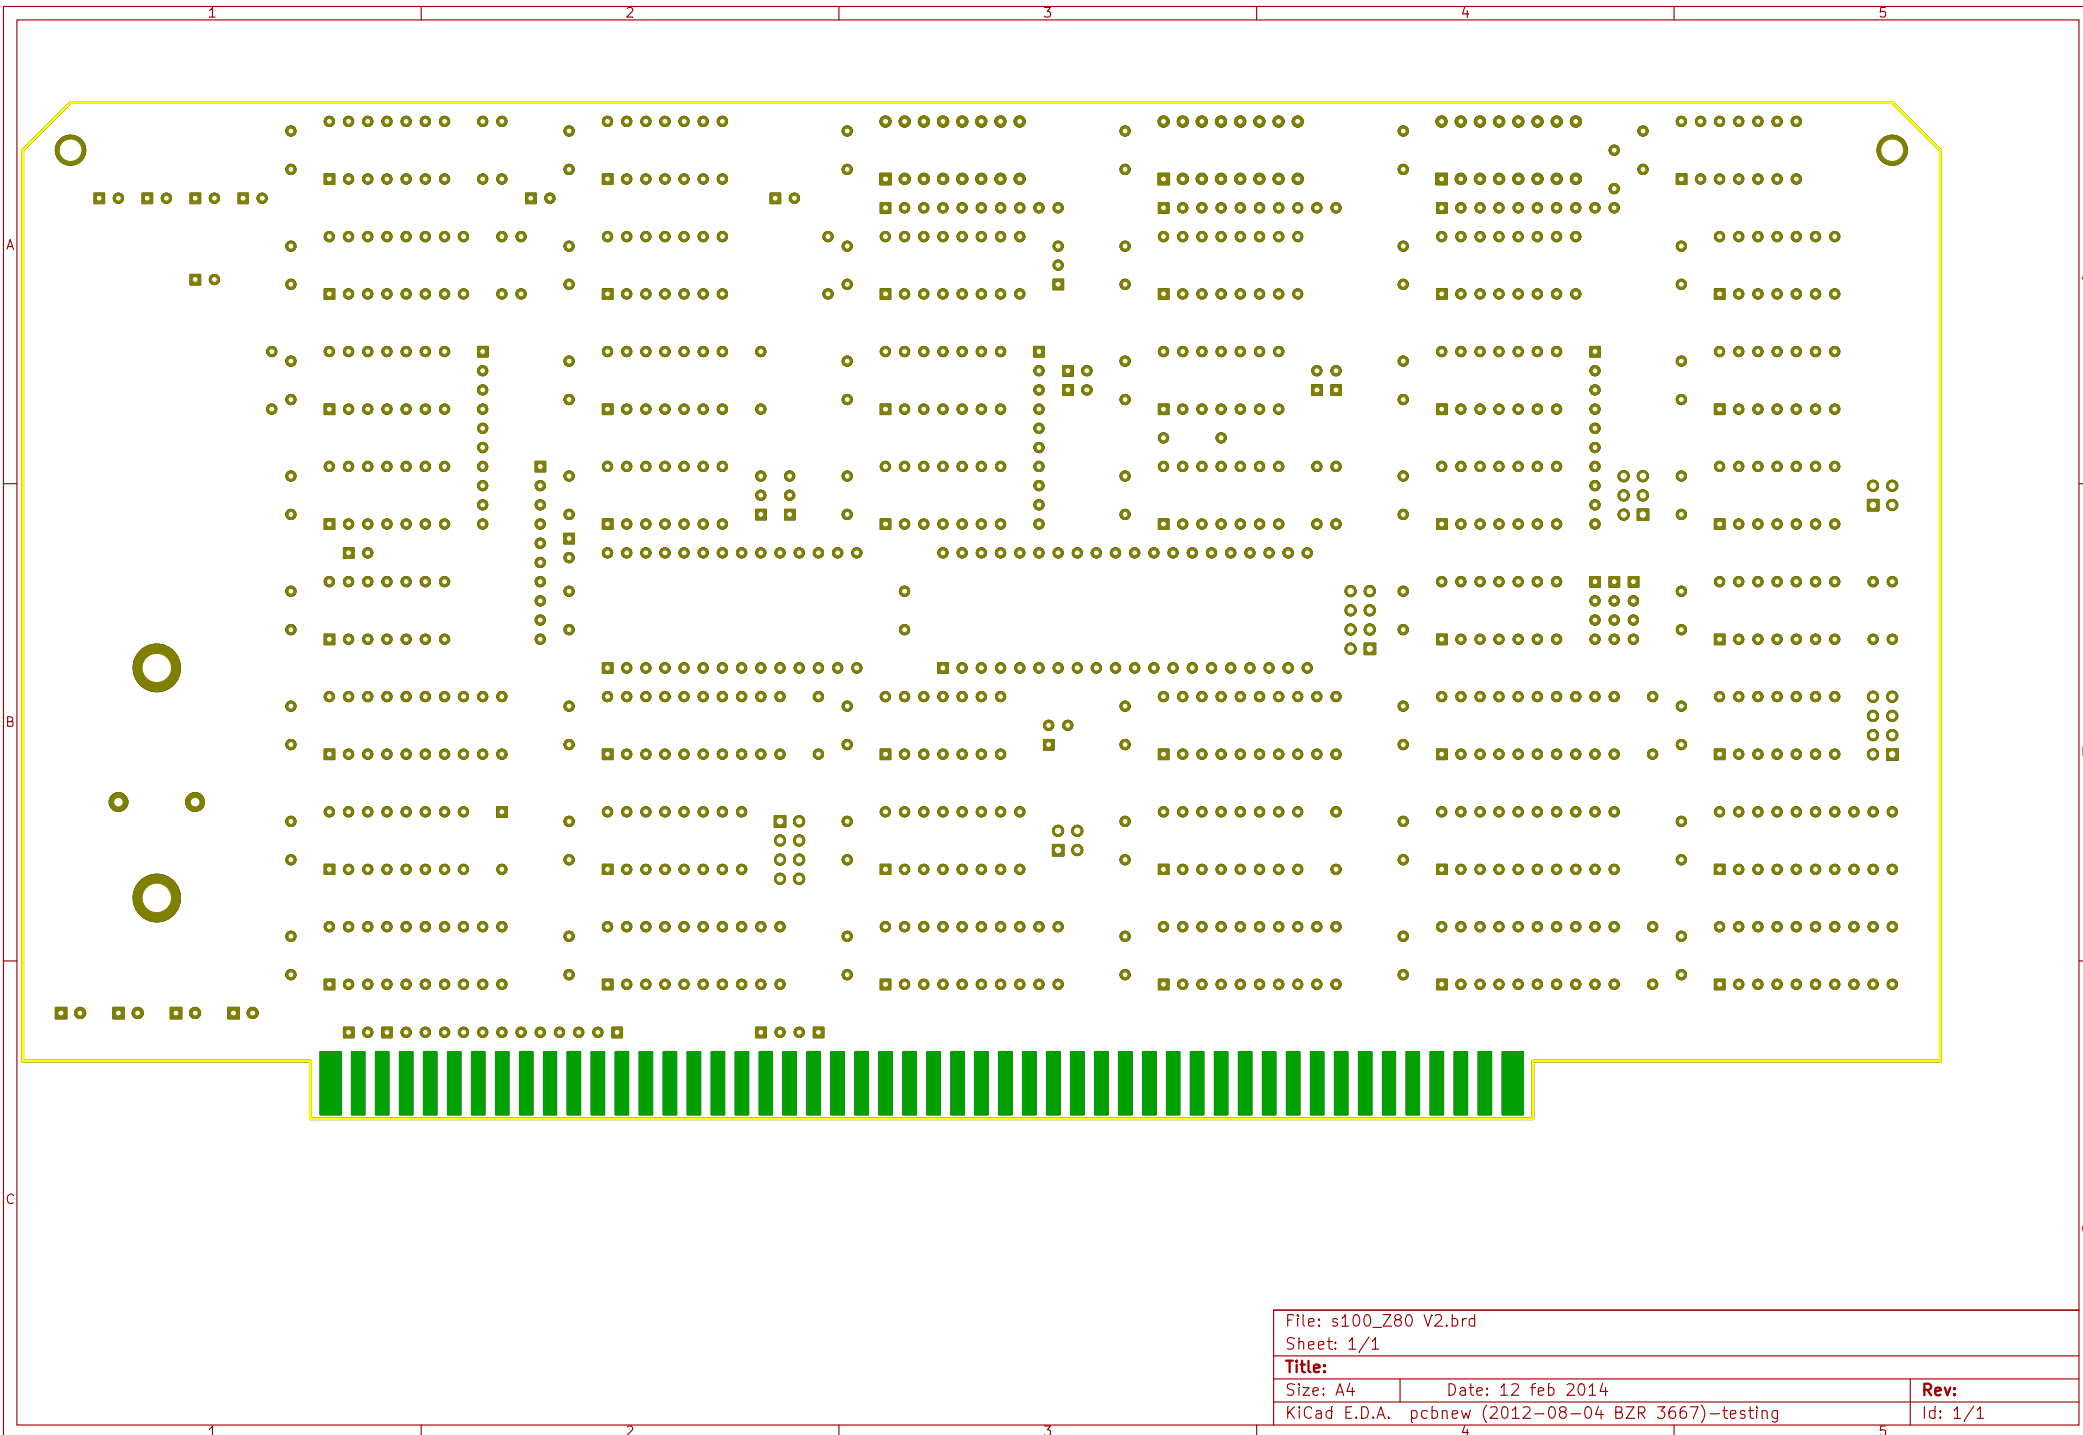 1 2 3 4 5
A
B
C
File: s100_Z80 V2.brd
Sheet: 1/1
Title:
Size: A4 Date: 12 feb 2014 Rev:
KiCad E.D.A. pcbnew (2012-08-04 BZR 3667)-testing Id: 1/1
1 2 3 4 5